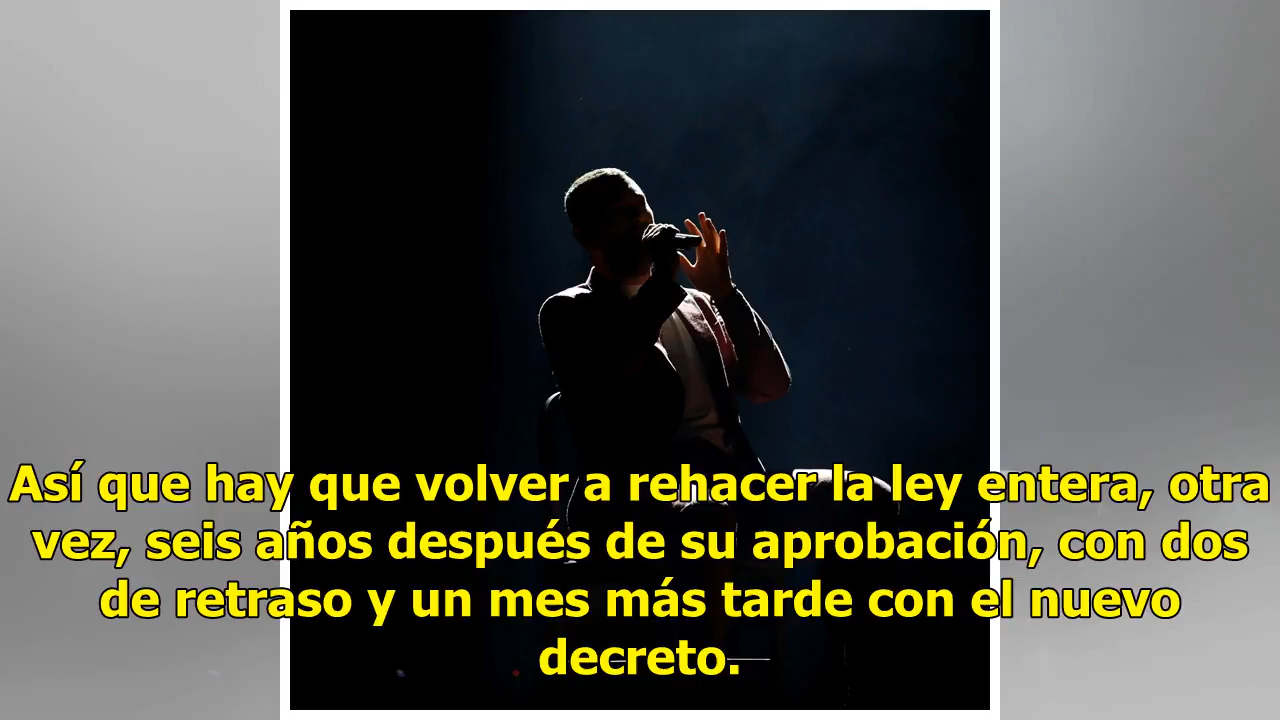 Así que hay que volver a rehacer la ley entera, otra
vez, seis años después de su aprobación, con dos
de retraso y un mes más tarde con el nuevo
decreto.